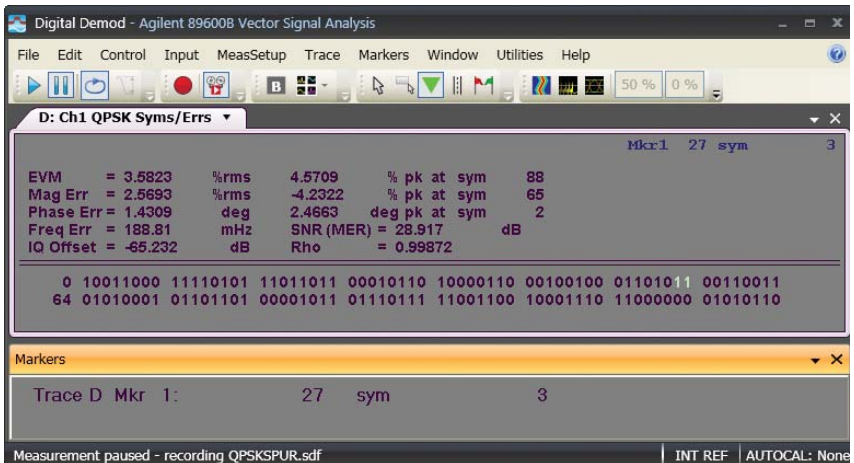 Digital Demod - Agilent 89600B Vector Signal Analysis
File Edit Control Input MeasSetup Trace Markers Window Utilities Help
B 50 % 0 %
D: Ch1 QPSK Syms/Errs
Mkr1 27 sym 3
EVM = 3.5823 %rms 4.5709 % pk at sym 88
Mag Err = 2.5693 %rms -4.2322 % pk at sym 65
Phase Err = 1.4309 deg 2.4663 deg pk at sym 2
Freq Err = 188.81 mHz SNR (MER) = 28.917 dB
IQ Offset = -65.232 dB Rho = 0.99872
0 10011000 11110101 11011011 00010110 10000110 00100100 01101011 00110011
64 01010001 01101101 00001011 01110111 11001100 10001110 11000000 01010110
Markers
Trace D Mkr 1: 27 sym 3
Measurement paused - recording QPSKSPUR.sdf INT REF AUTOCAL: None